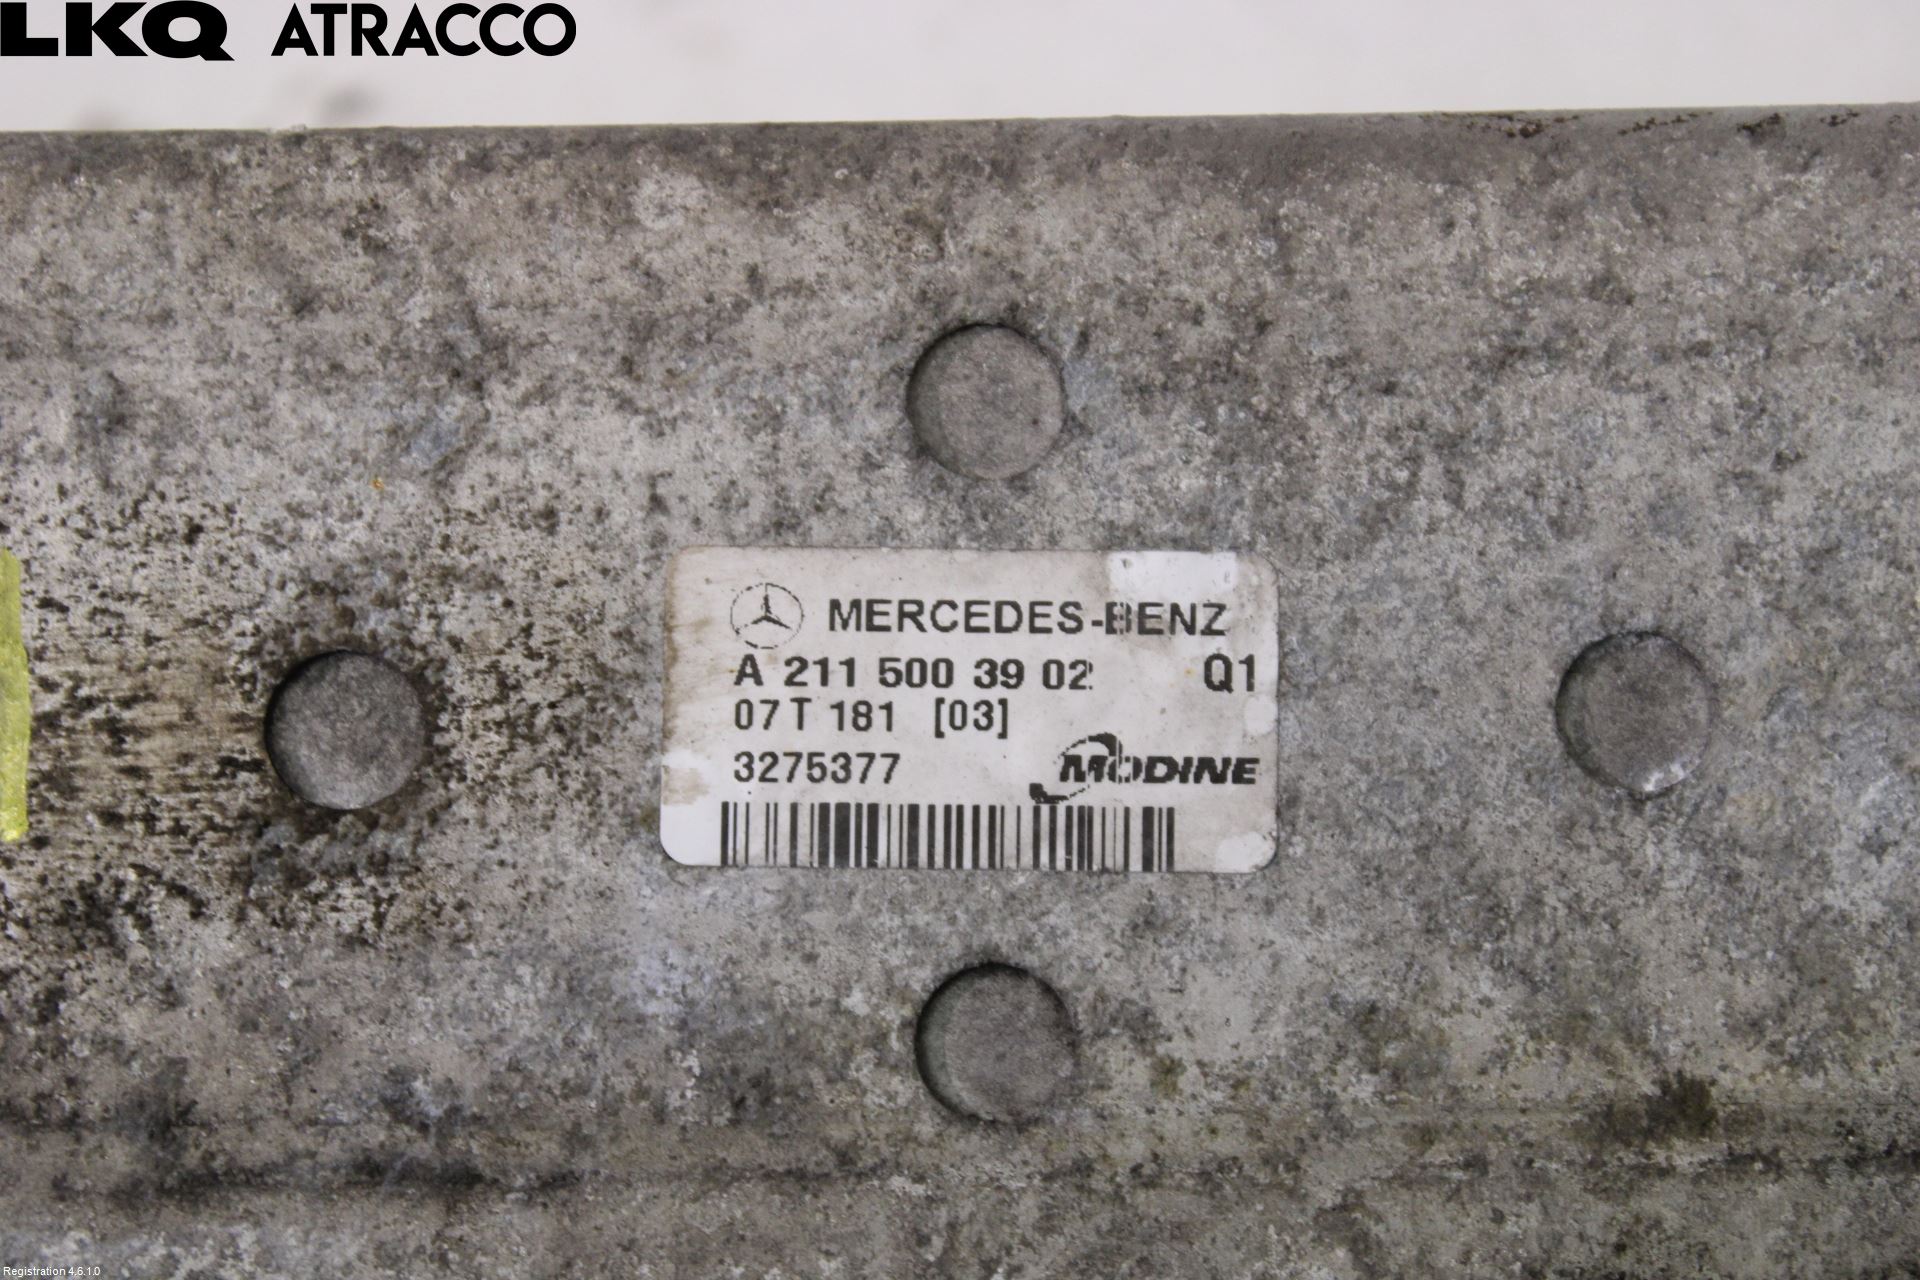 LKQ ATRACCO
MERCEDES-BENZ
A 211 500 39 02 Q1
07 T 181 [03]
3275377 MODINE
Registration 4.6.1.0